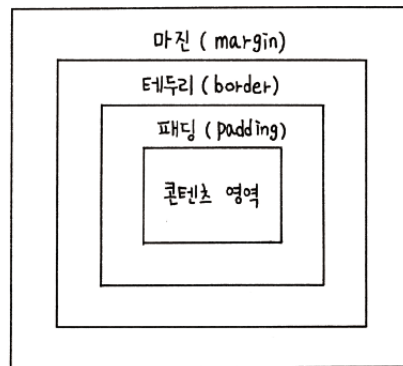 마진 (margin)
테두리 (border)
패딩 (padding)
콘텐츠 영역